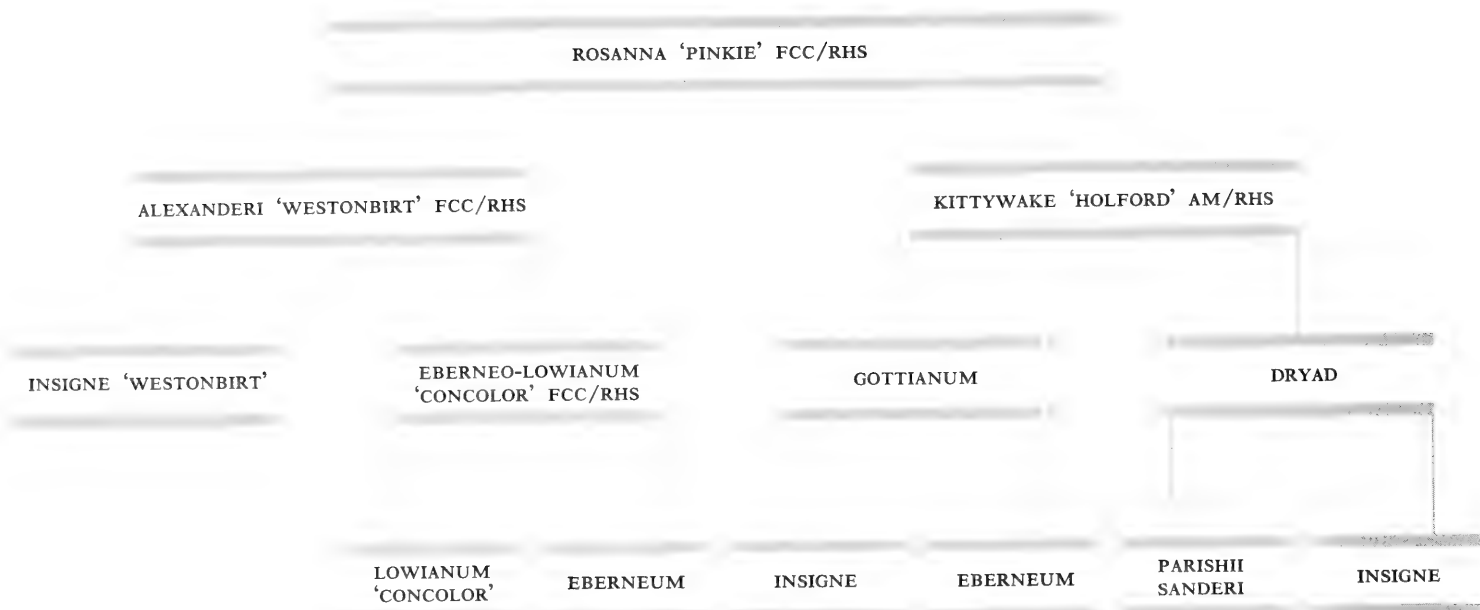 ROSANNA ‘PINKIE’ FCC/RHS
ALEXANDERI ‘WESTONBIRT’ FCC/RHS
KITTYWAKE ‘HOLFORD’ AM/RHS
INSIGNE ‘WESTONBIRT’
EBERNEO-LOWIANUM
‘CONCOLOR’ FCC/RHS
GOTTIANUM
DRYAD
LOWIANUM
‘CONCOLOR’
EBERNEUM
INSIGNE
EBERNEUM
PARISHII
SANDERI
INSIGNE